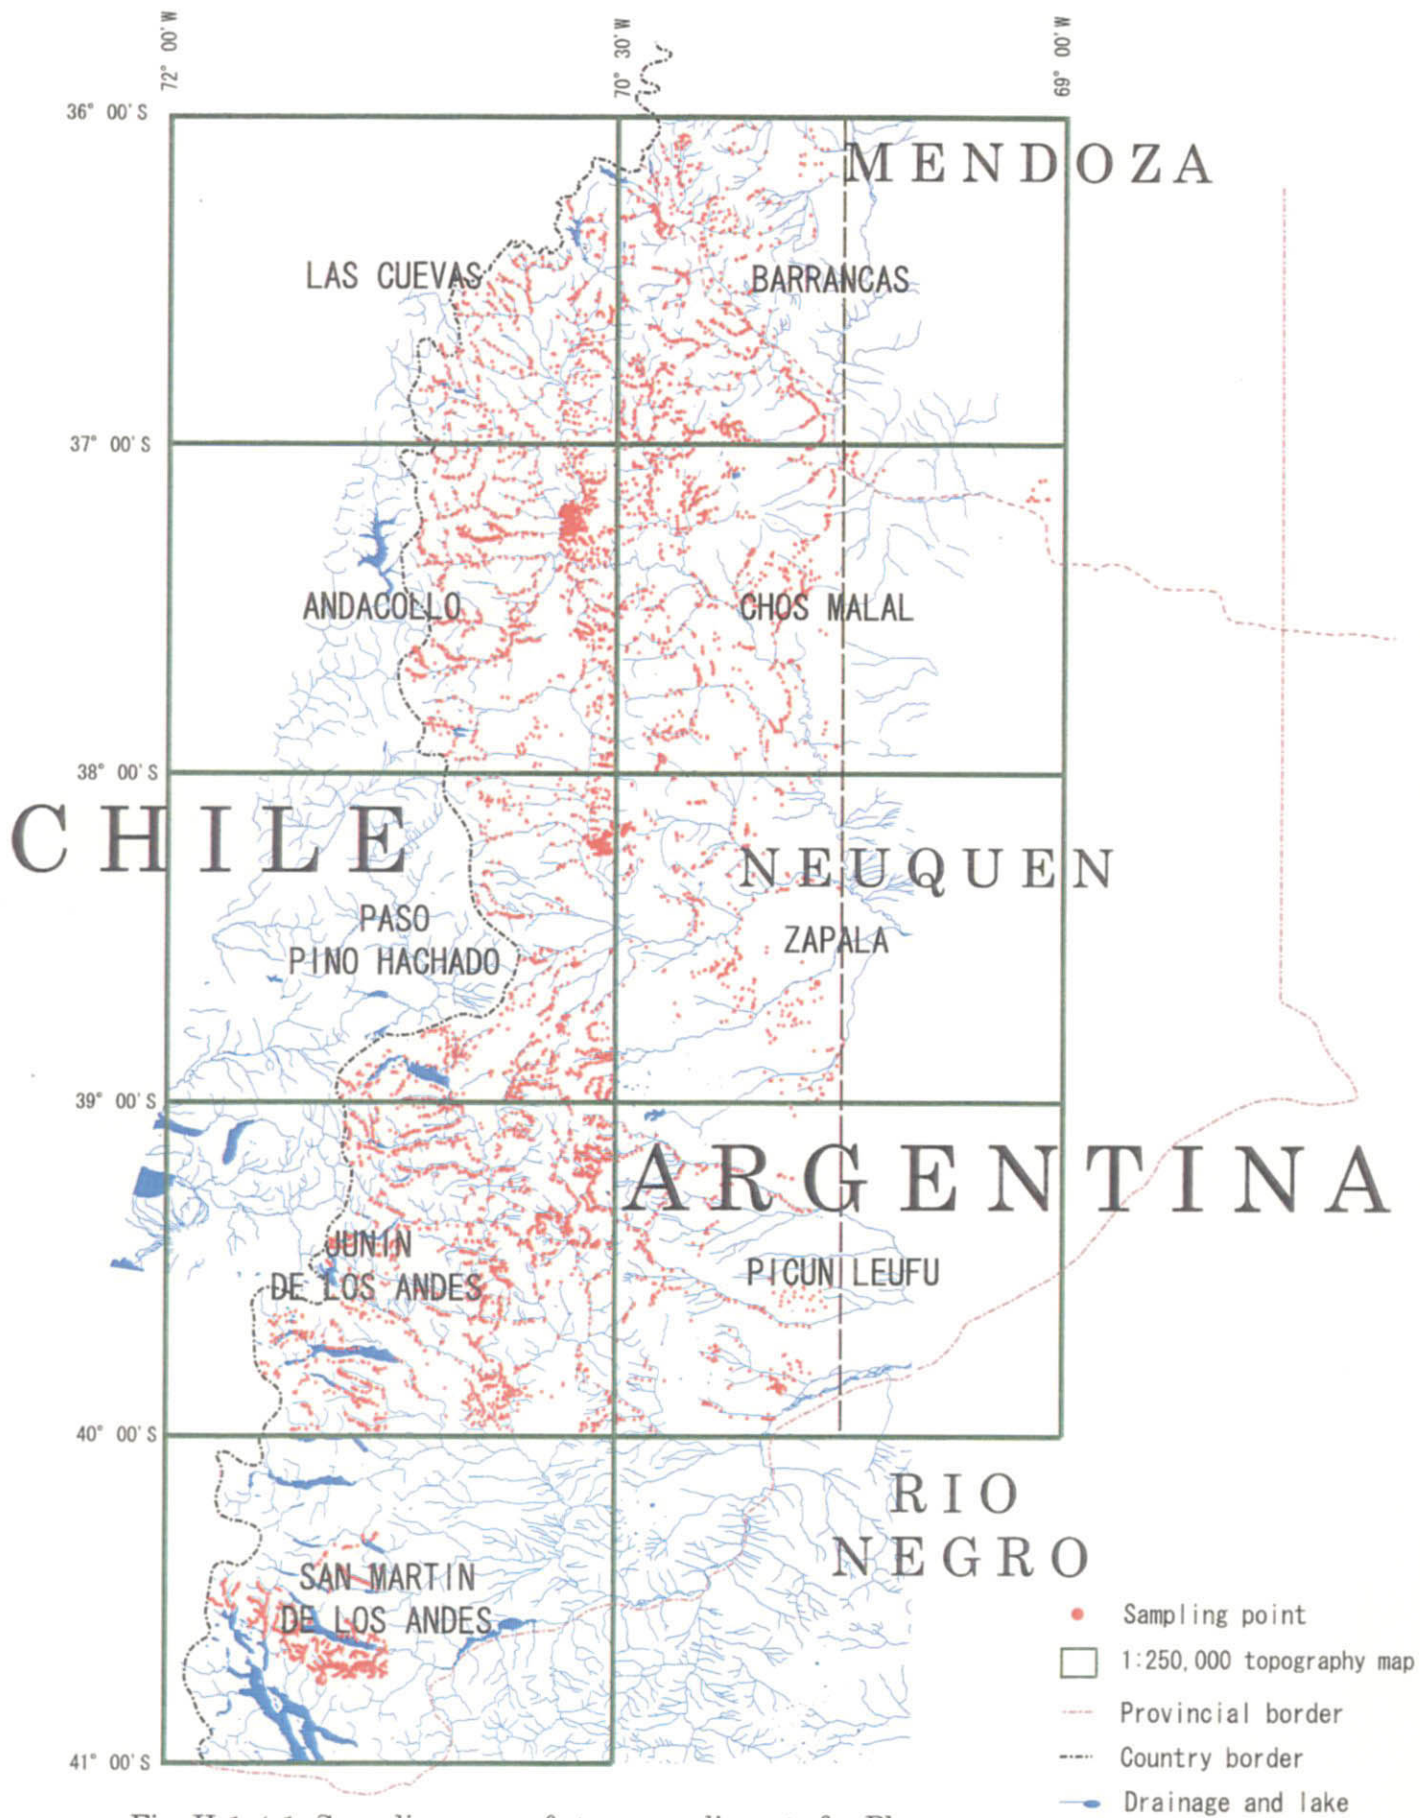 72° 00'W
70° 30'W
69° 00'W
36° 00'S
MENDOZA
LAS CUEVAS
BARRANCAS
37° 00'S
ANDACOLLO
CHOS MALAL
38° 00'S
CHILE
NEUQUEN
PASO
PINO HACHADO
ZAPALA
39° 00'S
ARGENTINA
JUNIN
DE LOS ANDES
PICUN LEUFU
40° 00'S
RIO
NEGRO
SAN MARTIN
DE LOS ANDES
Sampling point
1:250,000 topography map
Provincial border
Country border
41° 00'S
Drainage and lake